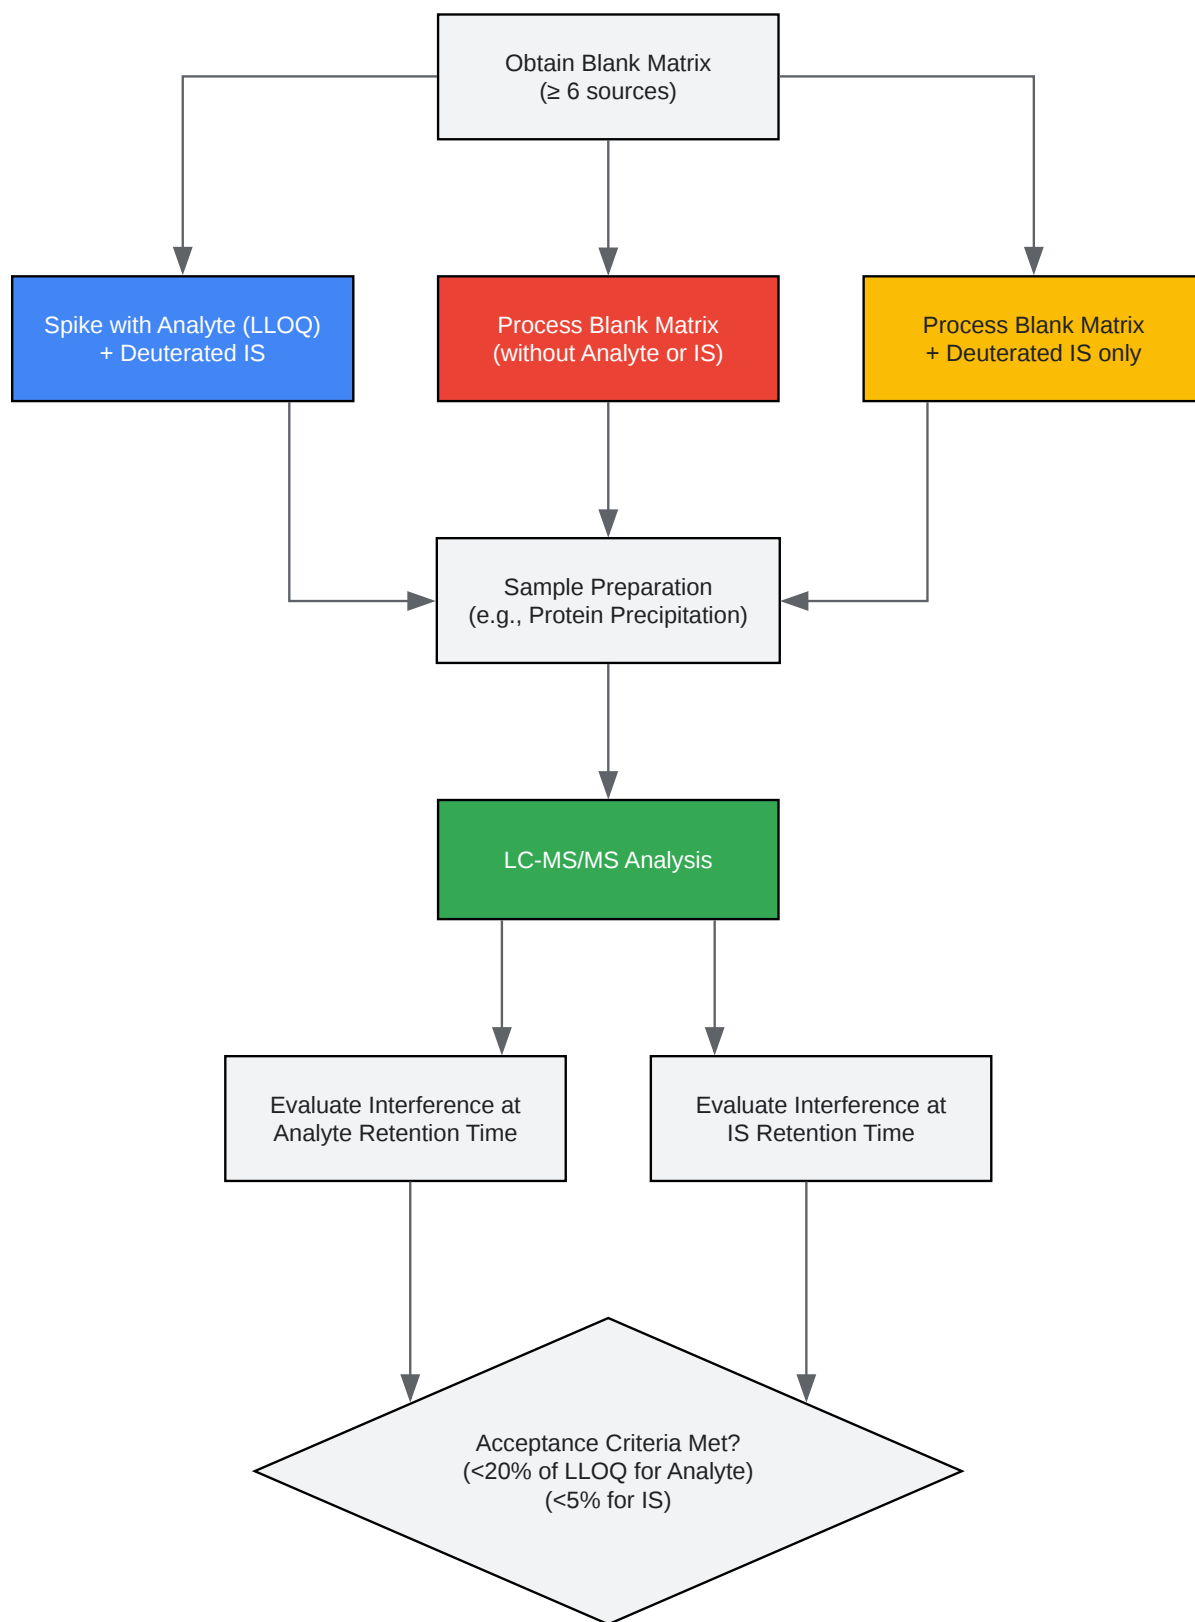 Obtain Blank Matrix
(≥ 6 sources)
Spike with Analyte (LLOQ)
+ Deuterated IS
Process Blank Matrix
(without Analyte or IS)
Process Blank Matrix
+ Deuterated IS only
Sample Preparation
(e.g., Protein Precipitation)
LC-MS/MS Analysis
Evaluate Interference at
Analyte Retention Time
Evaluate Interference at
IS Retention Time
Acceptance Criteria Met?
(<20% of LLOQ for Analyte)
(<5% for IS)